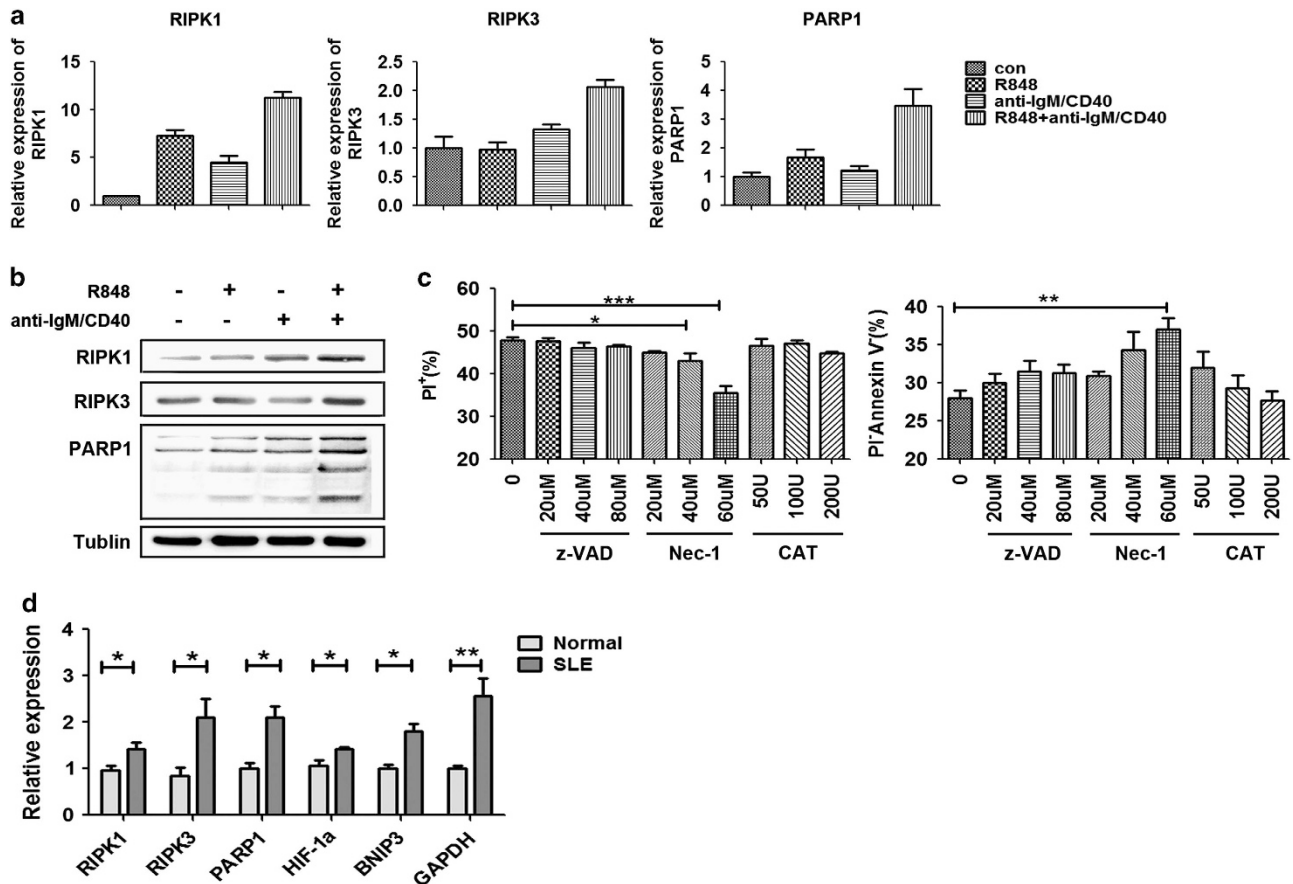 a
RIPK1
RIPK3
PARP1
Relative expression of
RIPK1
15
10
5
0
Relative expression of
RIPK3
2.5
2.0
1.5
1.0
0.5
0.0
Relative expression of
PARP1
5
4
3
2
1
0
con
R848
anti-IgM/CD40
R848+anti-IgM/CD40
b
R848 - + - +
anti-IgM/CD40 - - + +
RIPK1
RIPK3
PARP1
Tublin
c
PI⁺(%)
60
50
40
30
20
***
*
0 20uM 40uM 80uM 20uM 40uM 60uM 50U 100U 200U
z-VAD Nec-1 CAT
PI⁻Annexin V⁻(%)
40
35
30
25
20
**
0 20uM 40uM 80uM 20uM 40uM 60uM 50U 100U 200U
z-VAD Nec-1 CAT
d
Relative expression
4
3
2
1
0
* * * * * **
Normal
SLE
RIPK1 RIPK3 PARP1 HIF-1a BNIP3 GAPDH